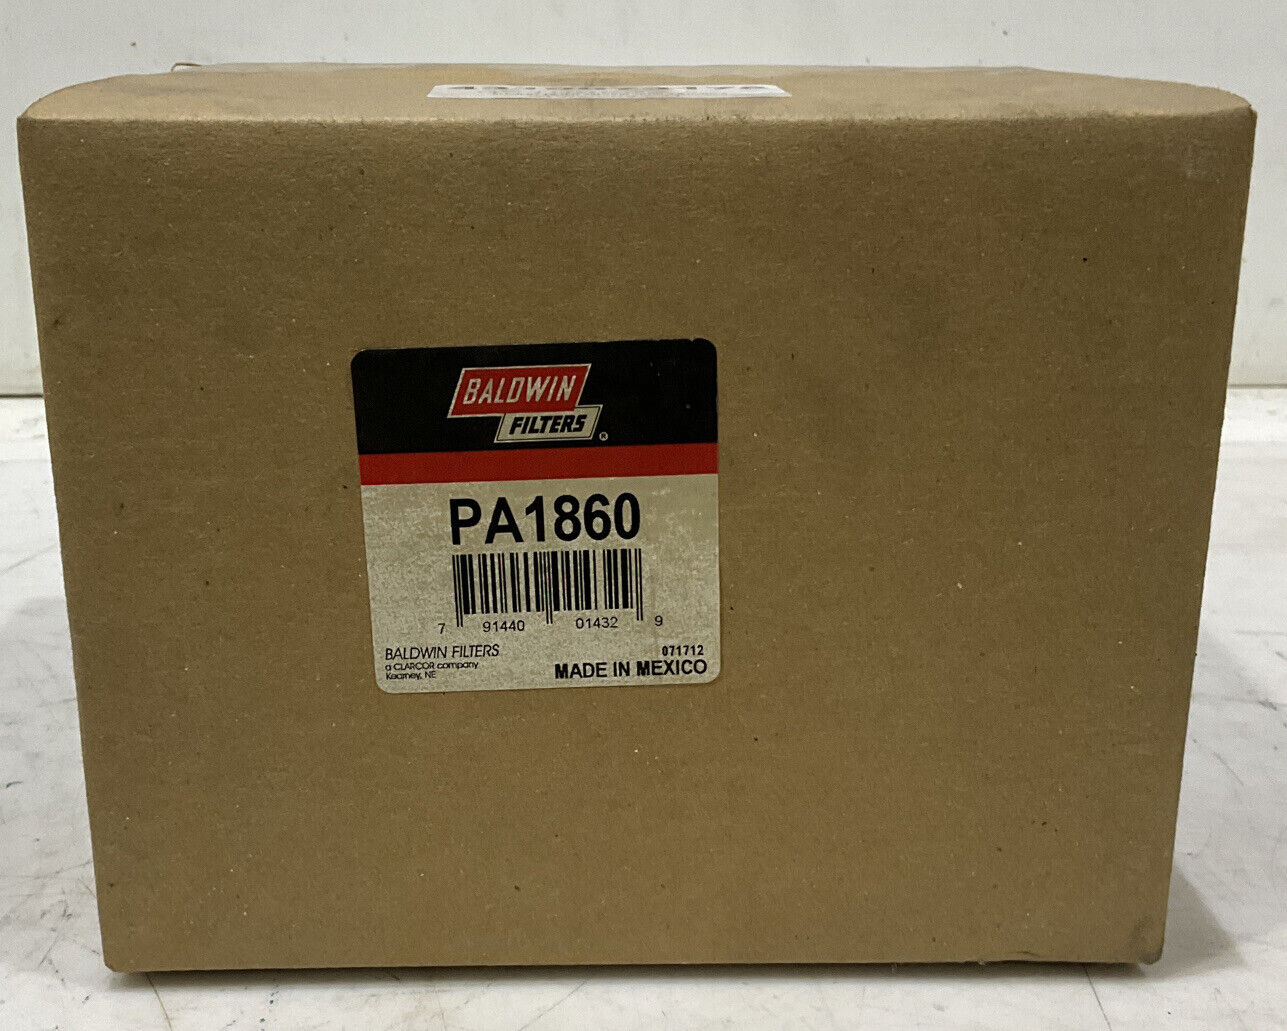 BALDWIN
FILTERS ®
PA1860
7 91440 01432 9
BALDWIN FILTERS 071712
a CLARCOR company
Kearney, NE MADE IN MEXICO